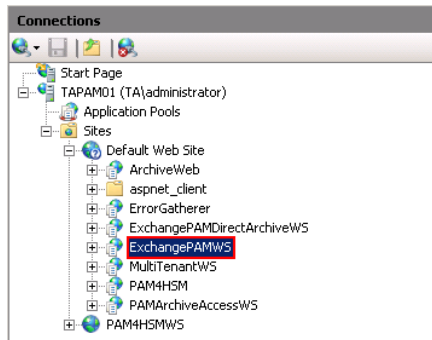 Connections
Start Page
TAPAM01 (TA\administrator)
Application Pools
Sites
Default Web Site
ArchiveWeb
aspnet_client
ErrorGatherer
ExchangePAMDirectArchiveWS
ExchangePAMWS
MultiTenantWS
PAM4HSM
PAMArchiveAccessWS
PAM4HSMWS